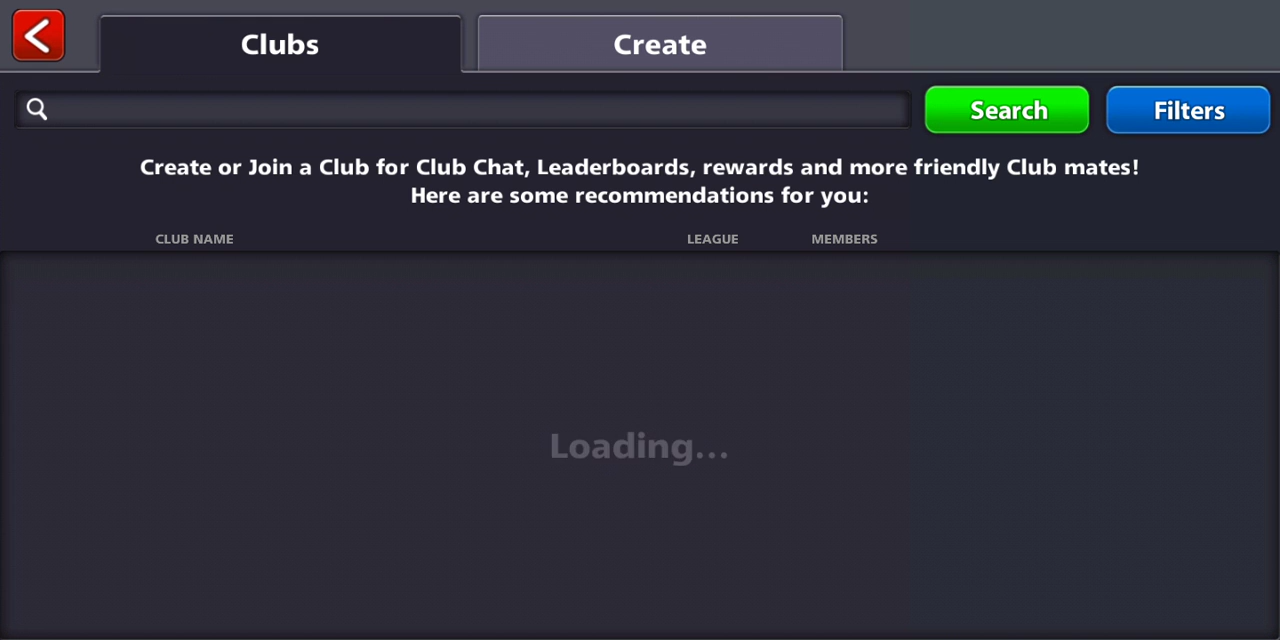 Clubs
Create
Search
Filters
Create or Join a Club for Club Chat, Leaderboards, rewards and more friendly Club mates!
Here are some recommendations for you:
CLUB NAME
LEAGUE
MEMBERS
Loading...